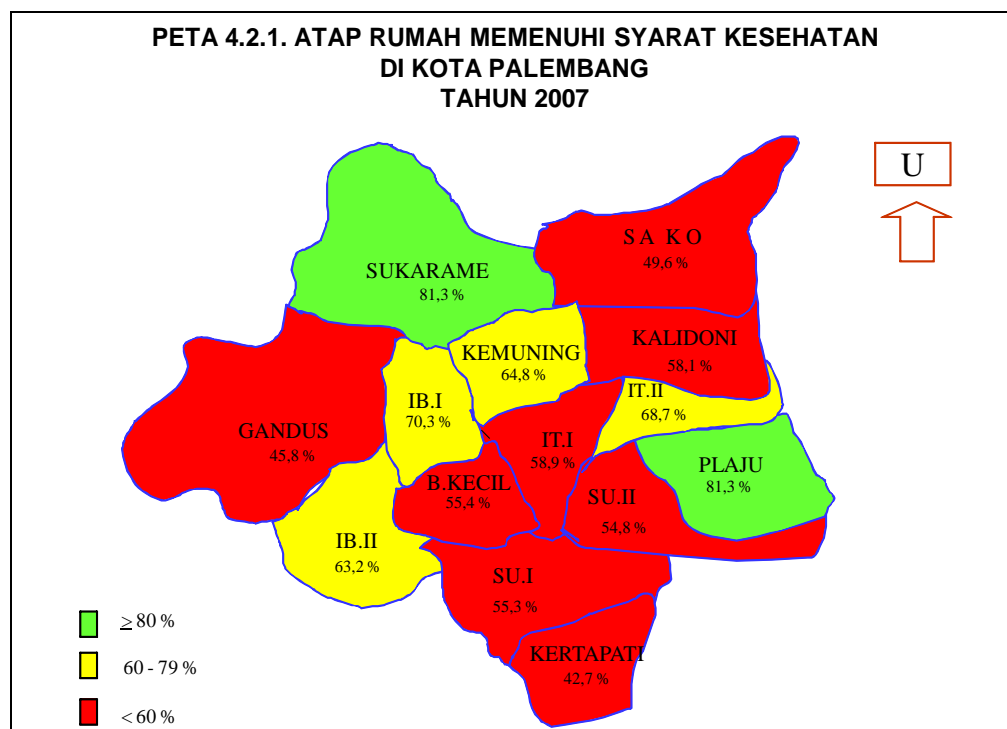 PETA 4.2.1. ATAP RUMAH MEMENUHI SYARAT KESEHATAN
DI KOTA PALEMBANG
TAHUN 2007
U
S A K O
49,6 %
SUKARAME
81,3 %
KALIDONI
58,1 %
KEMUNING
64,8 %
IT.II
68,7 %
IB.I
70,3 %
GANDUS
45,8 %
IT.I
58,9 %
PLAJU
81,3 %
B.KECIL
55,4 %
SU.II
54,8 %
IB.II
63,2 %
SU.I
55,3 %
KERTAPATI
42,7 %
≥ 80 %
60 - 79 %
< 60 %